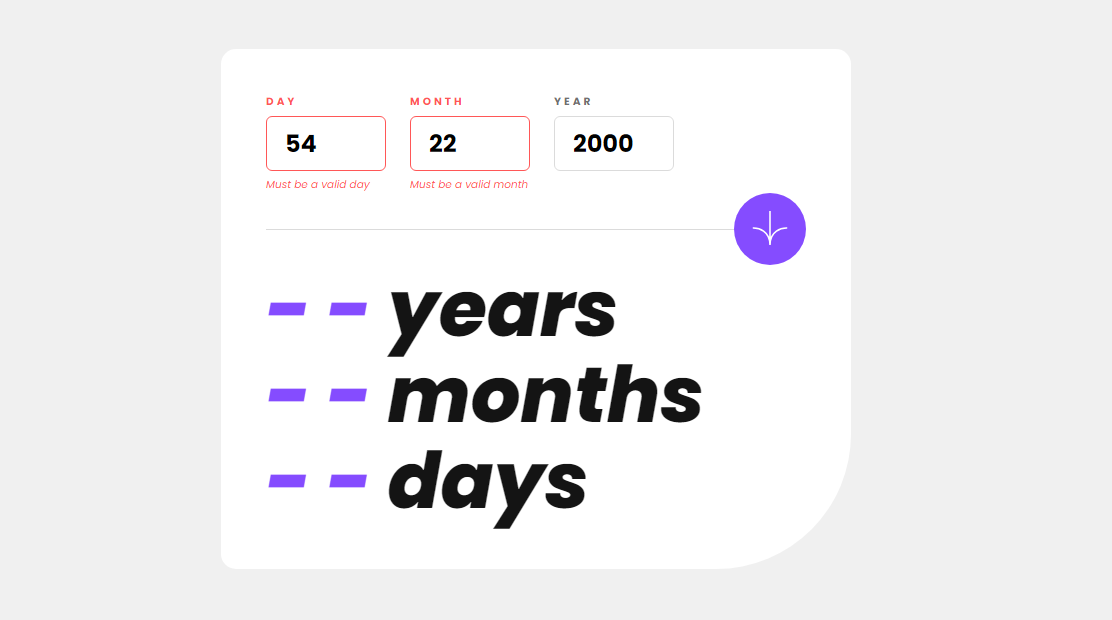 DAY MONTH YEAR
54 22 2000
Must be a valid day Must be a valid month
- - years
- - months
- - days